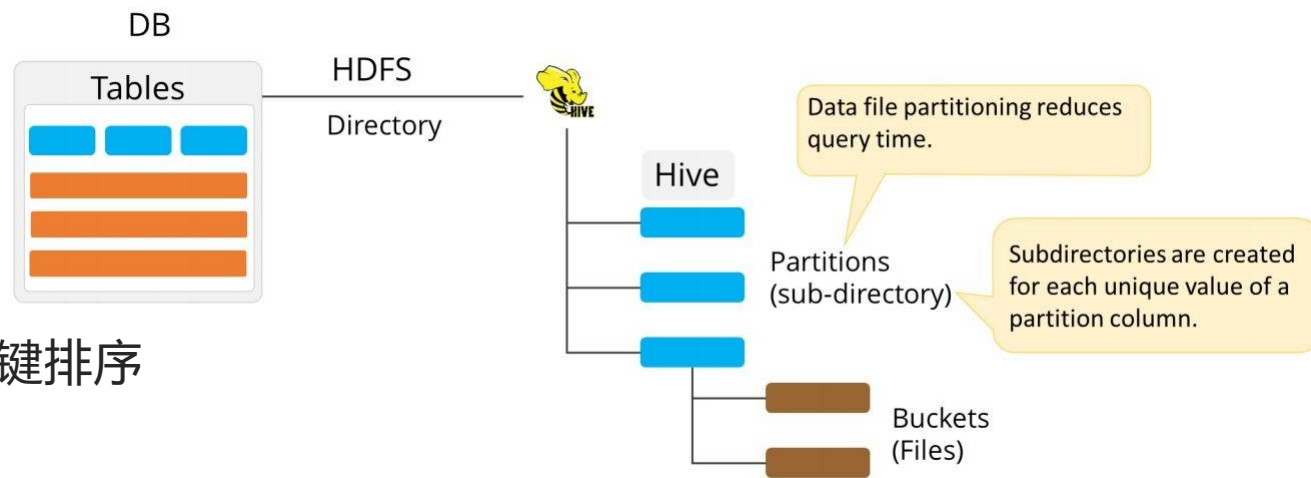 DB
Tables
HDFS
Directory
HIVE
Data file partitioning reduces
query time.
Hive
Partitions
(sub-directory)
Subdirectories are created
for each unique value of a
partition column.
键排序
Buckets
(Files)